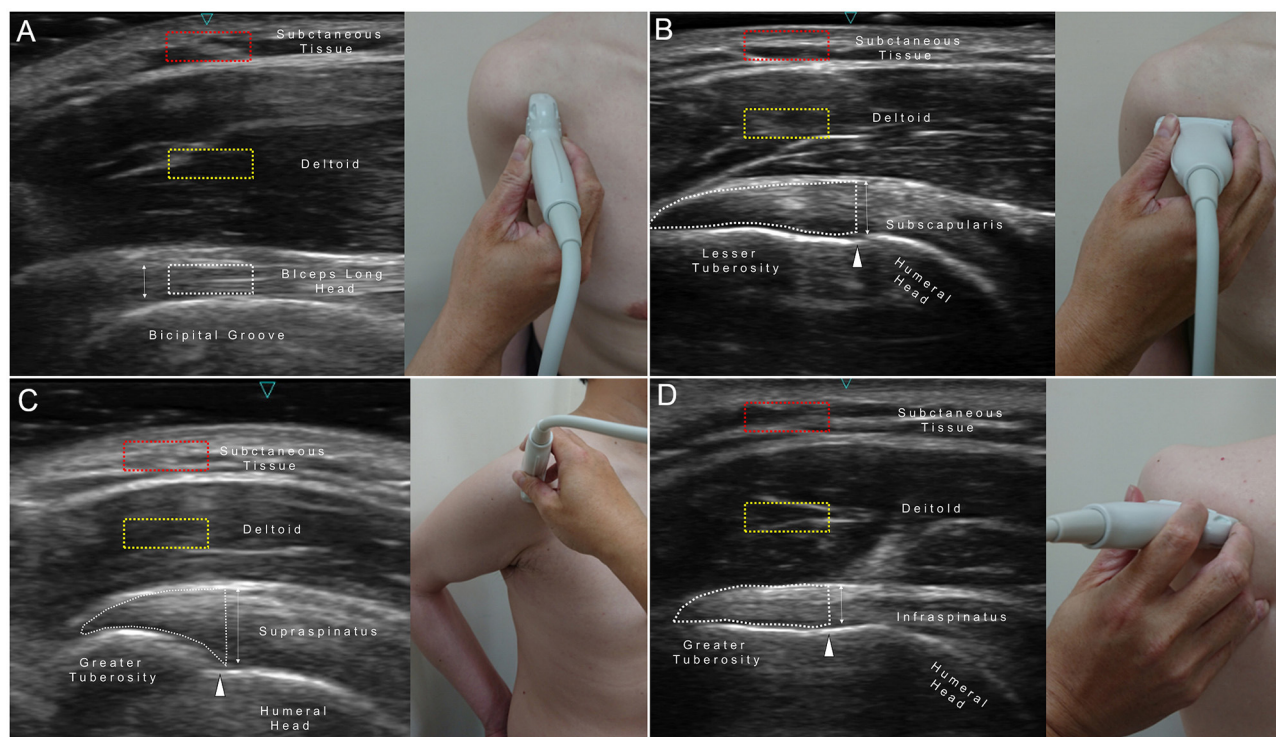 A
Subctaneous
Tissue
Deltoid
BIceps Long
Head
Bicipital Groove
B
Subctaneous
Tissue
Deltoid
Subscapularis
Lesser
Tuberosity
Humeral
Head
C
Subctaneous
Tissue
Deltoid
Supraspinatus
Greater
Tuberosity
Humeral
Head
D
Subctaneous
Tissue
Deitold
Infraspinatus
Greater
Tuberosity
Humeral
Head